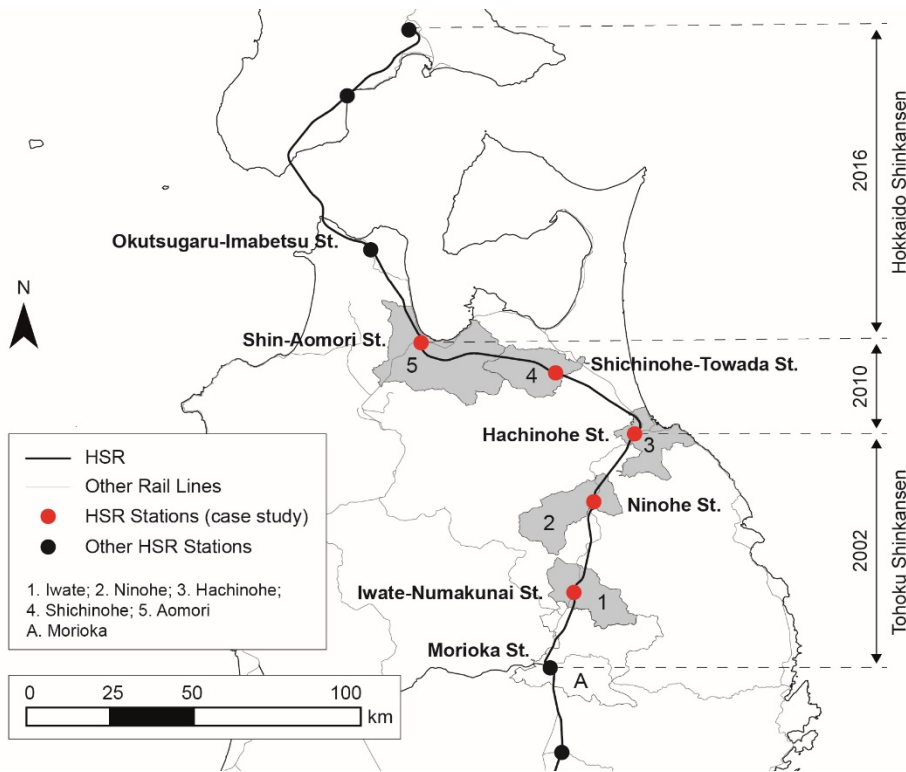 Okutsugaru-Imabetsu St.
N
Shin-Aomori St.
5
4
Shichinohe-Towada St.
Hachinohe St.
3
2
Ninohe St.
Iwate-Numakunai St.
1
Morioka St.
A
HSR
Other Rail Lines
HSR Stations (case study)
Other HSR Stations
1. Iwate; 2. Ninohe; 3. Hachinohe;
4. Shichinohe; 5. Aomori
A. Morioka
0 25 50 100
km
2016
Hokkaido Shinkansen
2010
2002
Tohoku Shinkansen